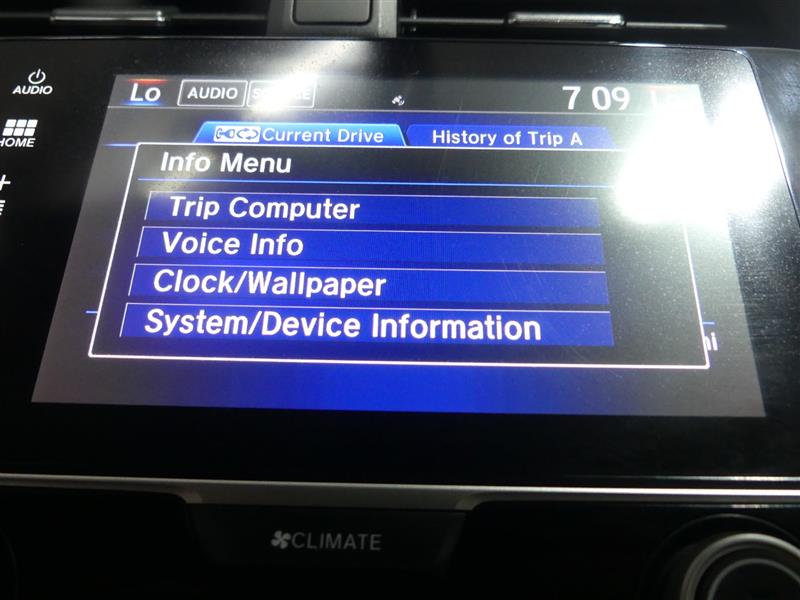 AUDIO
HOME
Lo AUDIO 7 09
Current Drive History of Trip A
Info Menu
Trip Computer
Voice Info
Clock/Wallpaper
System/Device Information
mi
CLIMATE